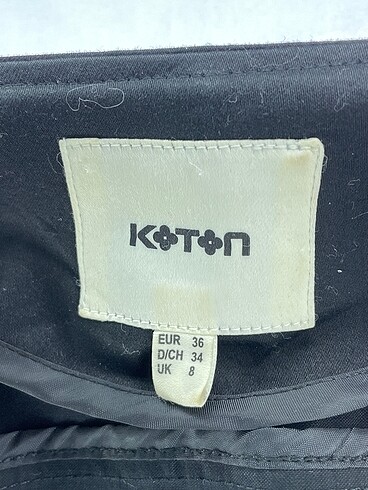 KOTON
EUR 36
D/CH 34
UK 8